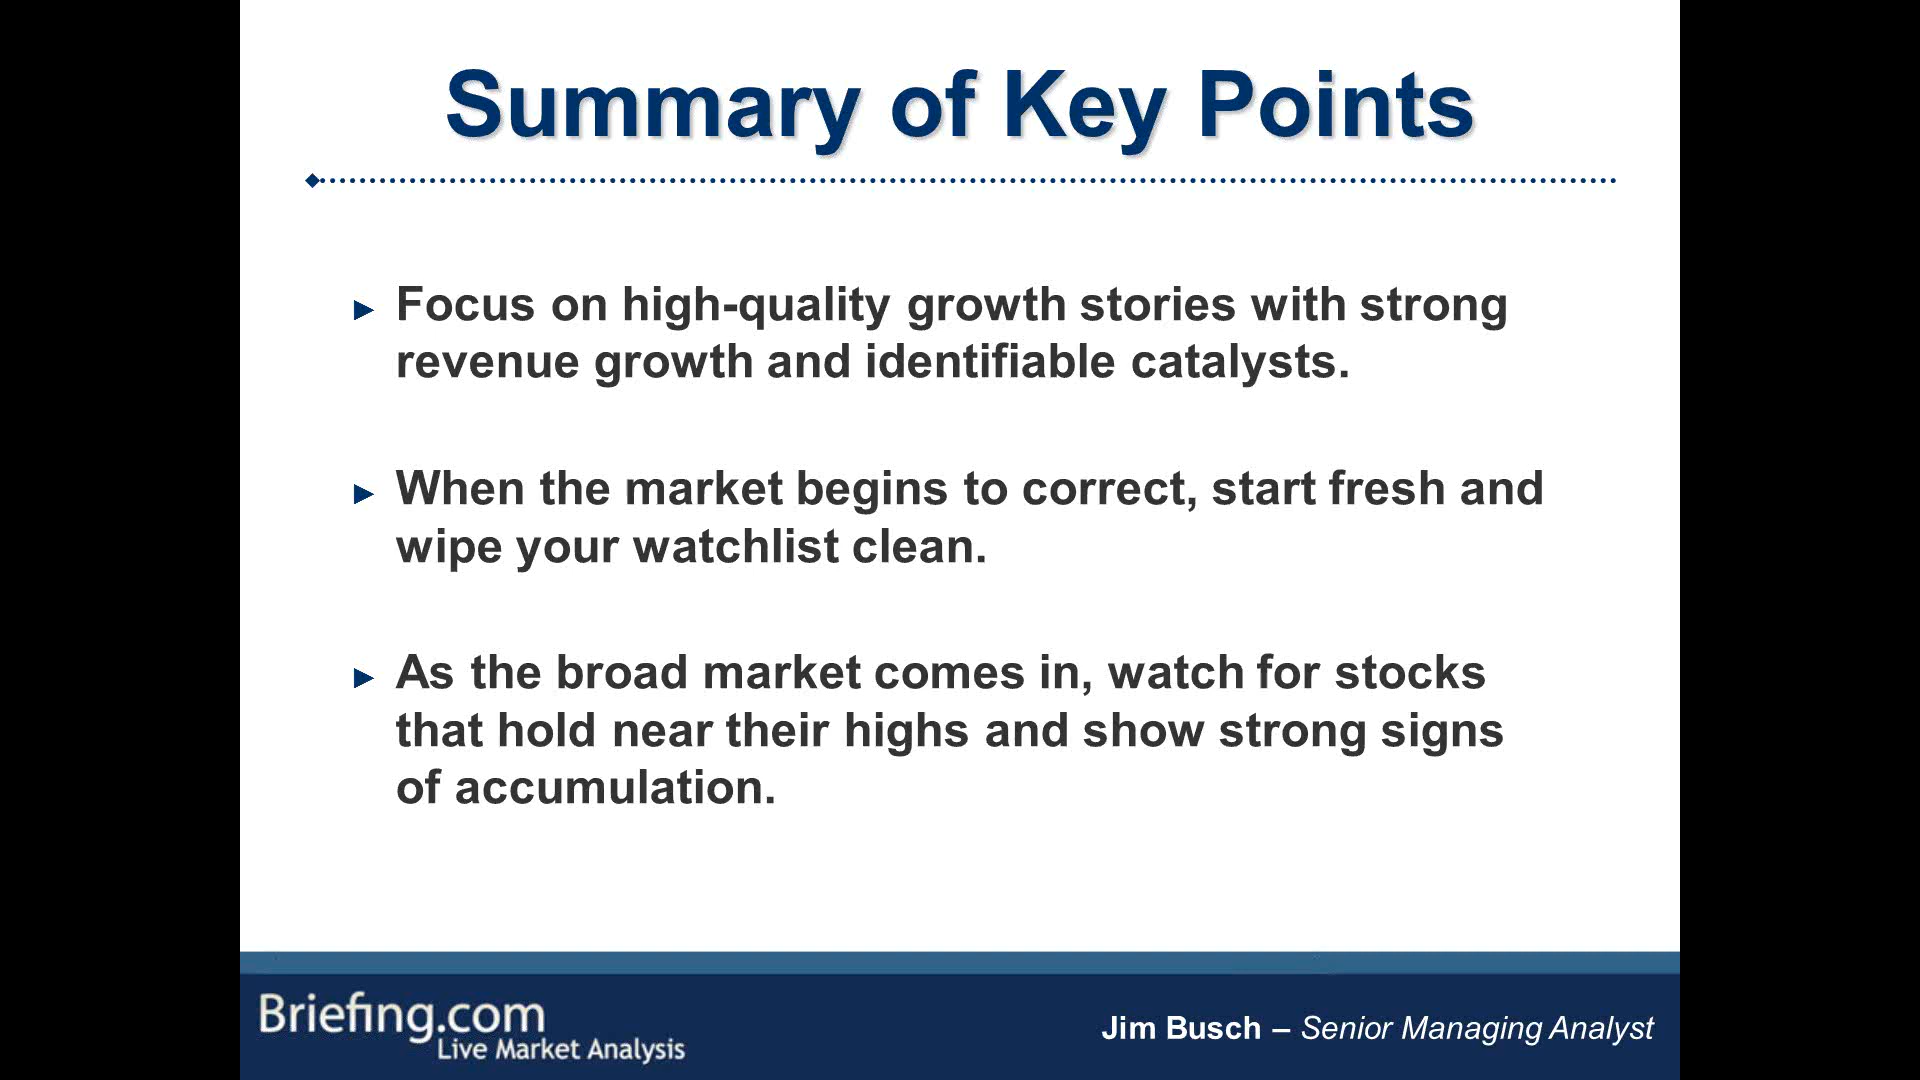 Summary of Key Points
► Focus on high-quality growth stories with strong
revenue growth and identifiable catalysts.
► When the market begins to correct, start fresh and
wipe your watchlist clean.
► As the broad market comes in, watch for stocks
that hold near their highs and show strong signs
of accumulation.
Briefing.com
Live Market Analysis
Jim Busch – Senior Managing Analyst